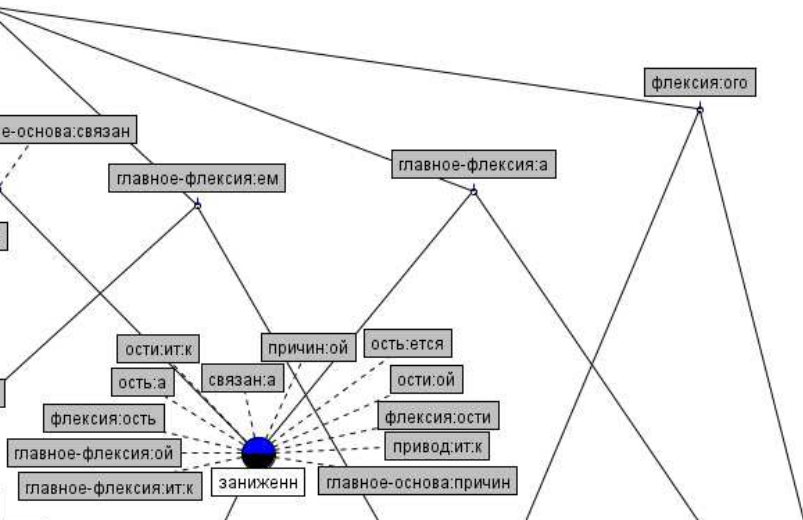 флексия:ого
е-основа:связан
главное-флексия:а
главное-флексия:ем
ость:ется
причин:ой
ости:ит:к
связан:а
ости:ой
ость:а
флексия:ости
флексия:ость
привод:ит:к
главное-флексия:ой
заниженн
главное-основа:причин
главное-флексия:ит:к